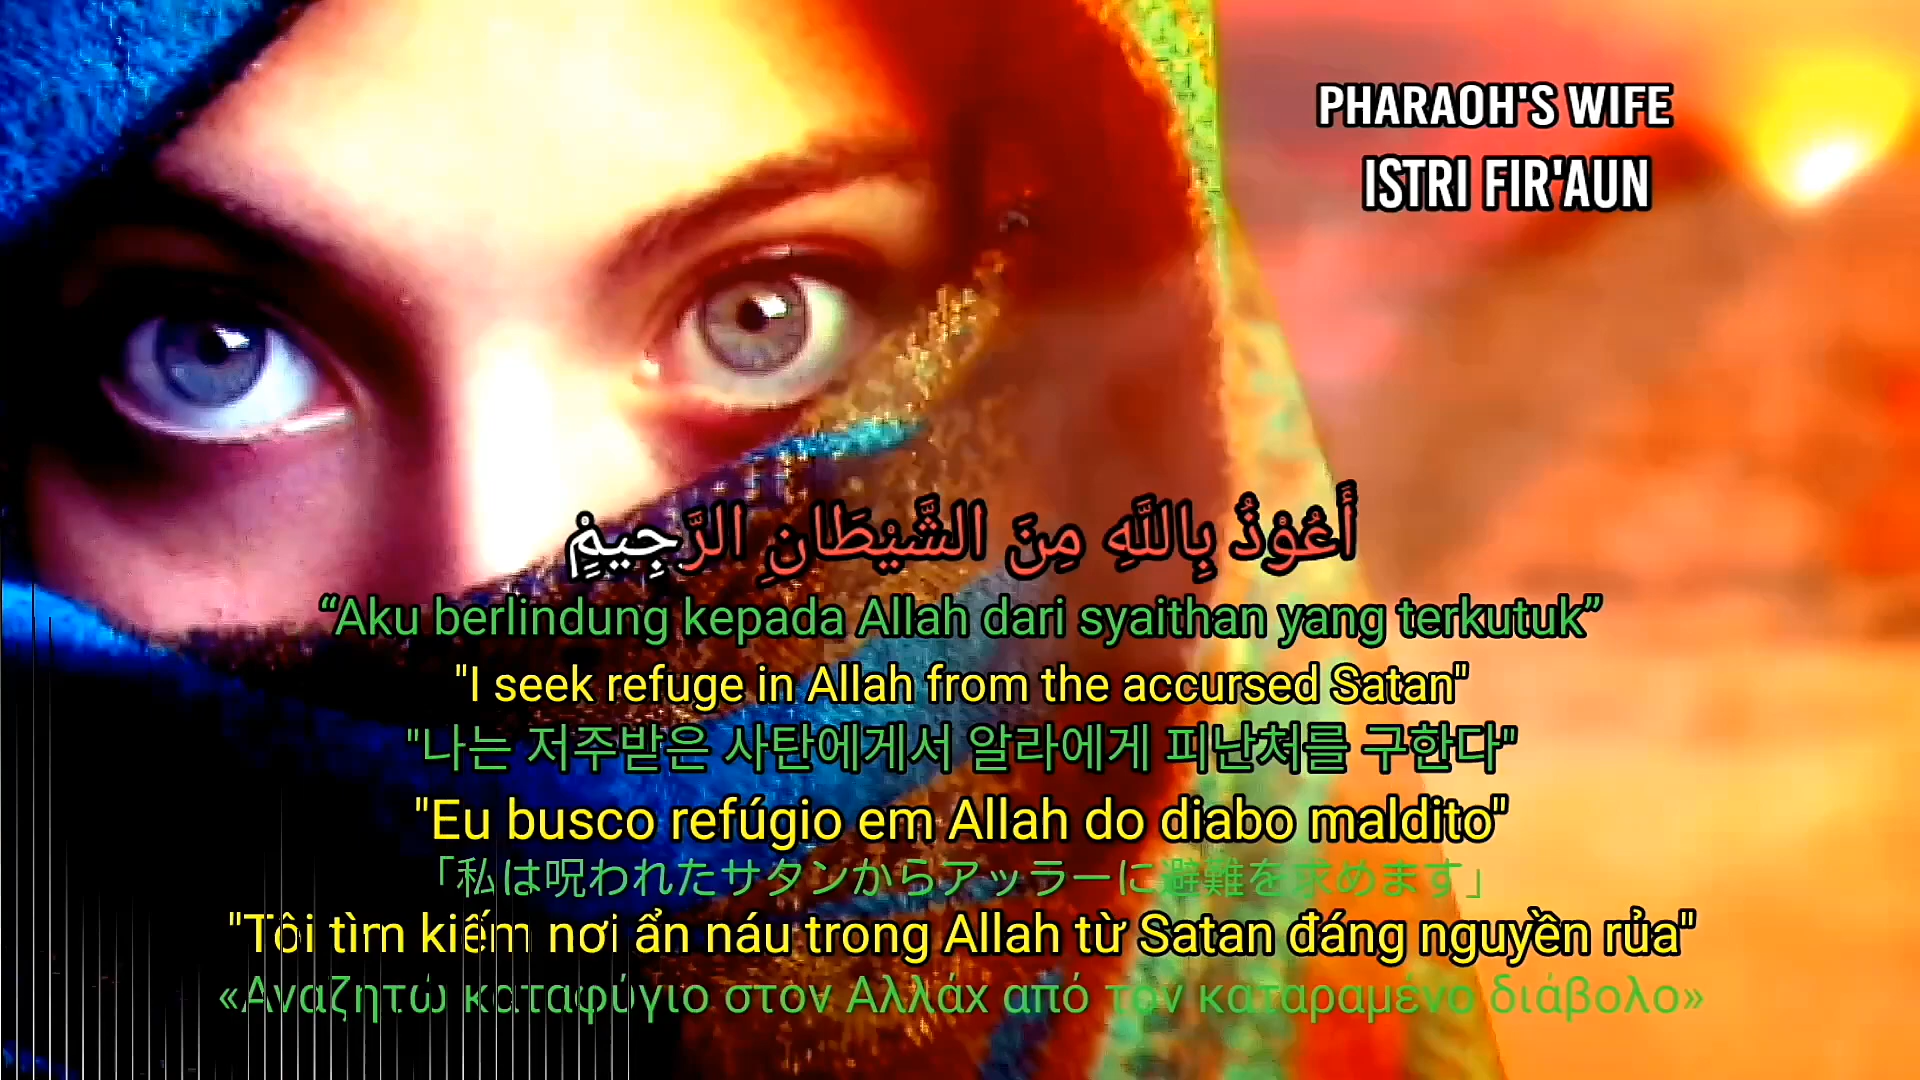 PHARAOH'S WIFE
ISTRI FIR'AUN
أَعُوْذُ بِاللَّهِ مِنَ الشَّيْطَانِ الرَّجِيمِْ
“Aku berlindung kepada Allah dari syaithan yang terkutuk”
"I seek refuge in Allah from the accursed Satan"
"나는 저주받은 사탄에게서 알라에게 피난처를 구한다"
"Eu busco refúgio em Allah do diabo maldito"
「私は呪われたサタンからアッラーに避難を求めます」
"Tôi tìm kiếm nơi ẩn náu trong Allah từ Satan đáng nguyền rủa"
«Αναζητώ καταφύγιο στον Αλλάχ από τον καταραμένο διάβολο»